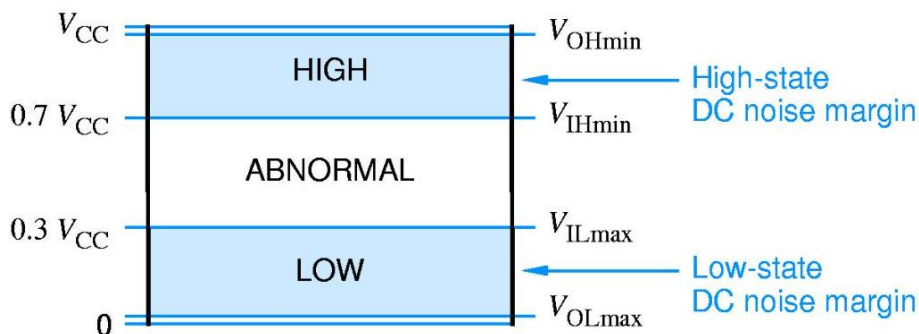 VCC
VOHmin
HIGH
High-state
DC noise margin
0.7 VCC
VIHmin
ABNORMAL
0.3 VCC
VILmax
LOW
Low-state
DC noise margin
0
VOLmax